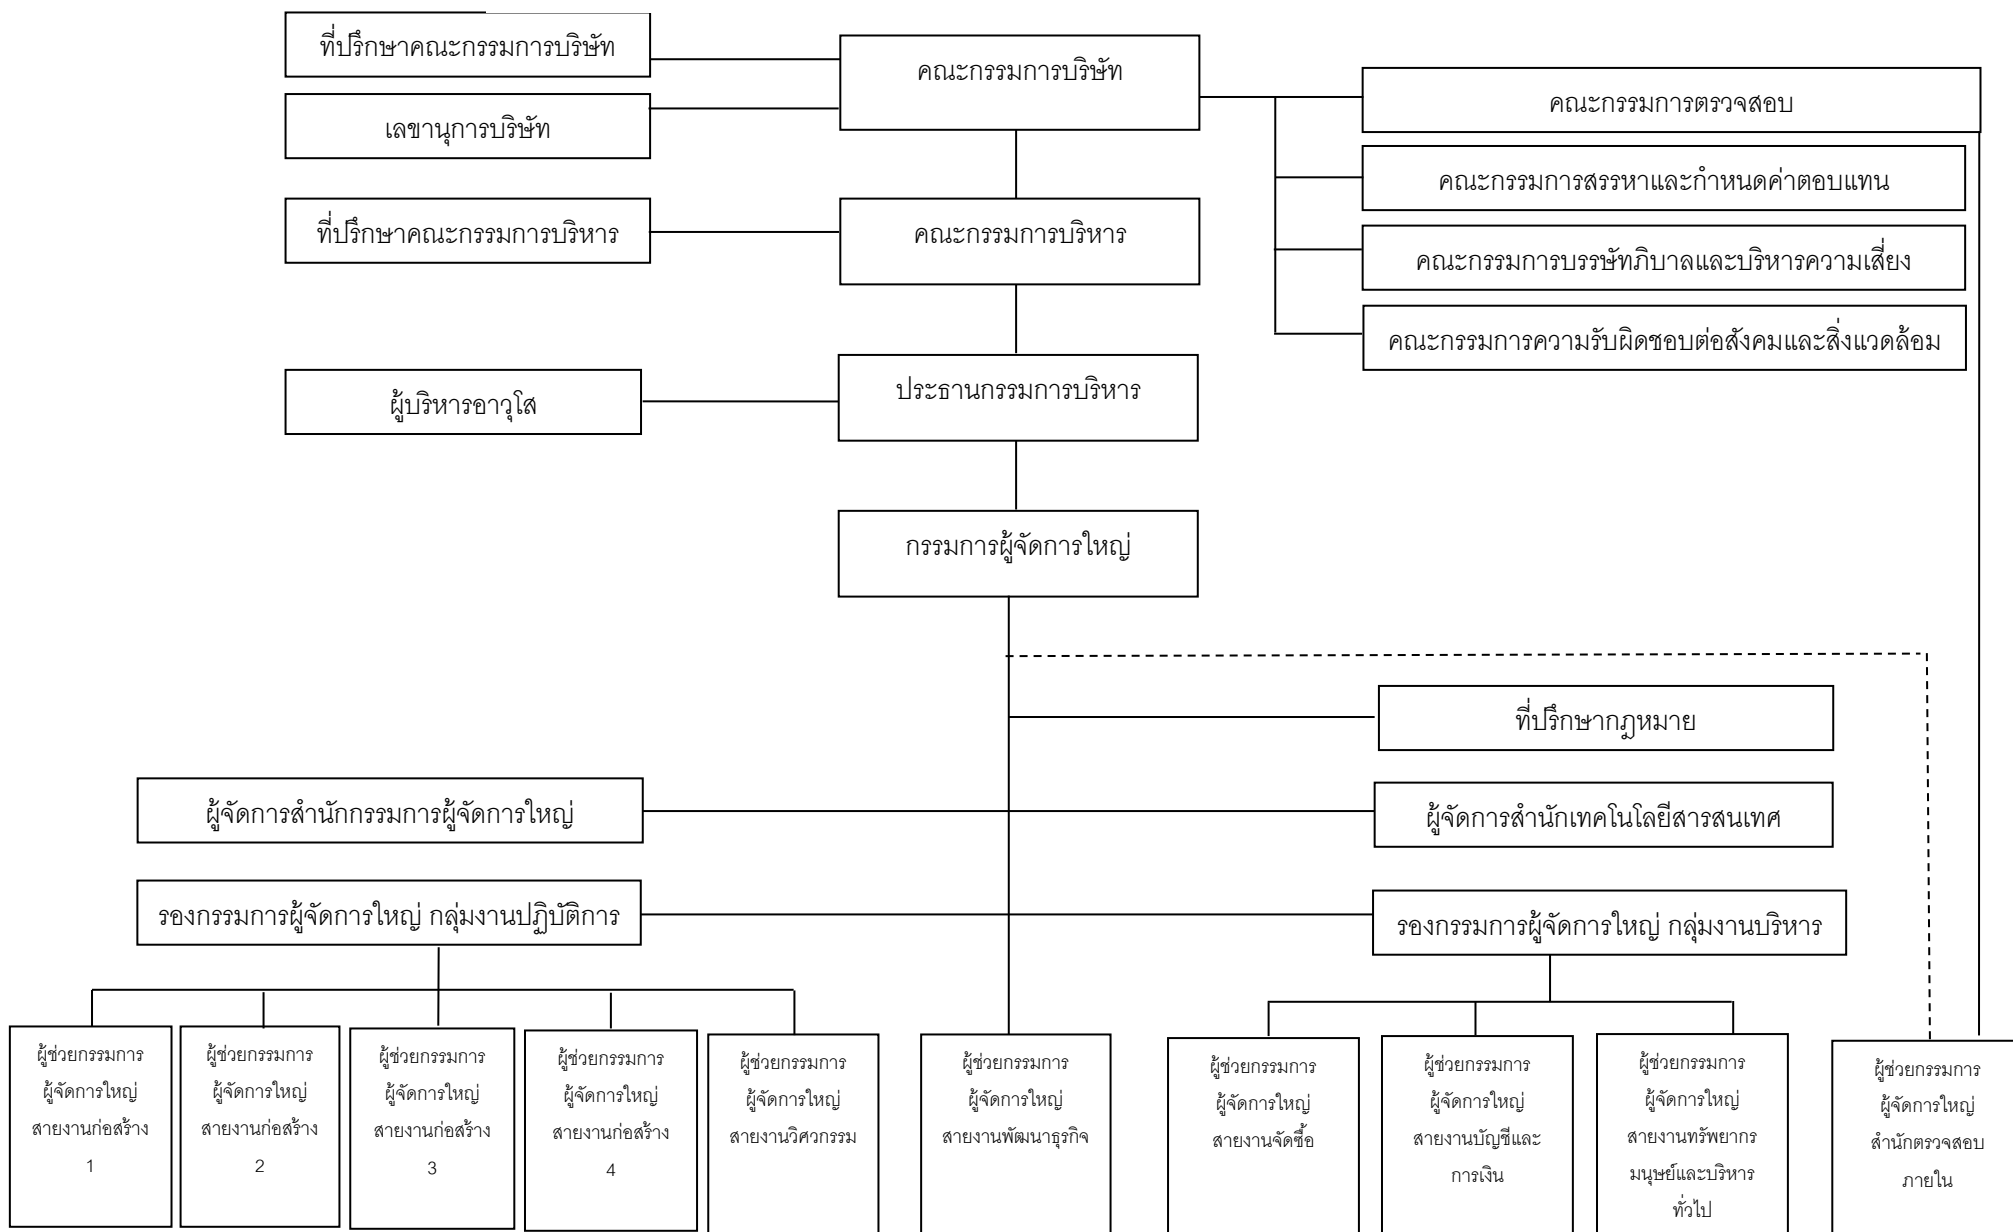 ที่ปรึกษาคณะกรรมการบริษัท
คณะกรรมการบริษัท
คณะกรรมการตรวจสอบ
เลขานุการบริษัท
คณะกรรมการสรรหาและกำหนดค่าตอบแทน
ที่ปรึกษาคณะกรรมการบริหาร
คณะกรรมการบริหาร
คณะกรรมการบรรษัทภิบาลและบริหารความเสี่ยง
คณะกรรมการความรับผิดชอบต่อสังคมและสิ่งแวดล้อม
ผู้บริหารอาวุโส
ประธานกรรมการบริหาร
กรรมการผู้จัดการใหญ่
ที่ปรึกษากฎหมาย
ผู้จัดการสำนักกรรมการผู้จัดการใหญ่
ผู้จัดการสำนักเทคโนโลยีสารสนเทศ
รองกรรมการผู้จัดการใหญ่ กลุ่มงานปฏิบัติการ
รองกรรมการผู้จัดการใหญ่ กลุ่มงานบริหาร
ผู้ช่วยกรรมการ
ผู้จัดการใหญ่
สายงานก่อสร้าง
1
ผู้ช่วยกรรมการ
ผู้จัดการใหญ่
สายงานก่อสร้าง
2
ผู้ช่วยกรรมการ
ผู้จัดการใหญ่
สายงานก่อสร้าง
3
ผู้ช่วยกรรมการ
ผู้จัดการใหญ่
สายงานก่อสร้าง
4
ผู้ช่วยกรรมการ
ผู้จัดการใหญ่
สายงานวิศวกรรม
ผู้ช่วยกรรมการ
ผู้จัดการใหญ่
สายงานพัฒนาธุรกิจ
ผู้ช่วยกรรมการ
ผู้จัดการใหญ่
สายงานจัดซื้อ
ผู้ช่วยกรรมการ
ผู้จัดการใหญ่
สายงานบัญชีและ
การเงิน
ผู้ช่วยกรรมการ
ผู้จัดการใหญ่
สายงานทรัพยากร
มนุษย์และบริหาร
ทั่วไป
ผู้ช่วยกรรมการ
ผู้จัดการใหญ่
สำนักตรวจสอบ
ภายใน